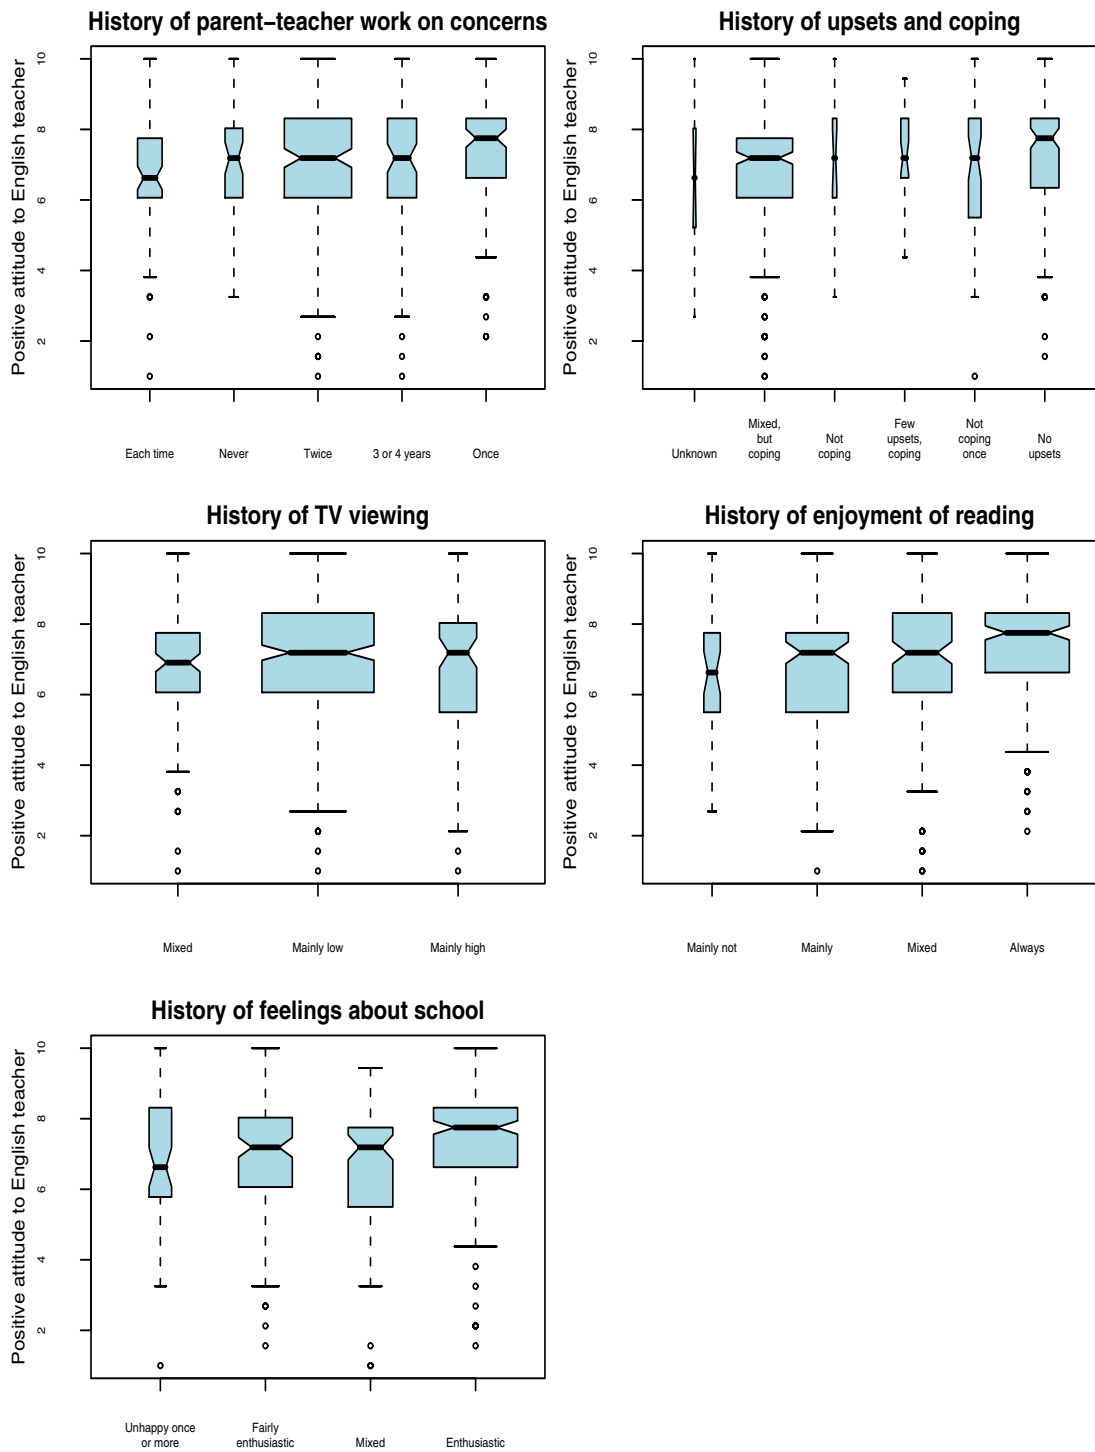 History of parent–teacher work on concerns
Positive attitude to English teacher
10
8
6
4
2
Each time Never Twice 3 or 4 years Once
History of upsets and coping
Positive attitude to English teacher
10
8
6
4
2
Unknown
Mixed,
but
coping
Not
coping
Few
upsets,
coping
Not
coping
once
No
upsets
History of TV viewing
Positive attitude to English teacher
10
8
6
4
2
Mixed Mainly low Mainly high
History of enjoyment of reading
Positive attitude to English teacher
10
8
6
4
2
Mainly not Mainly Mixed Always
History of feelings about school
Positive attitude to English teacher
10
8
6
4
2
Unhappy once
or more
Fairly
enthusiastic
Mixed
Enthusiastic